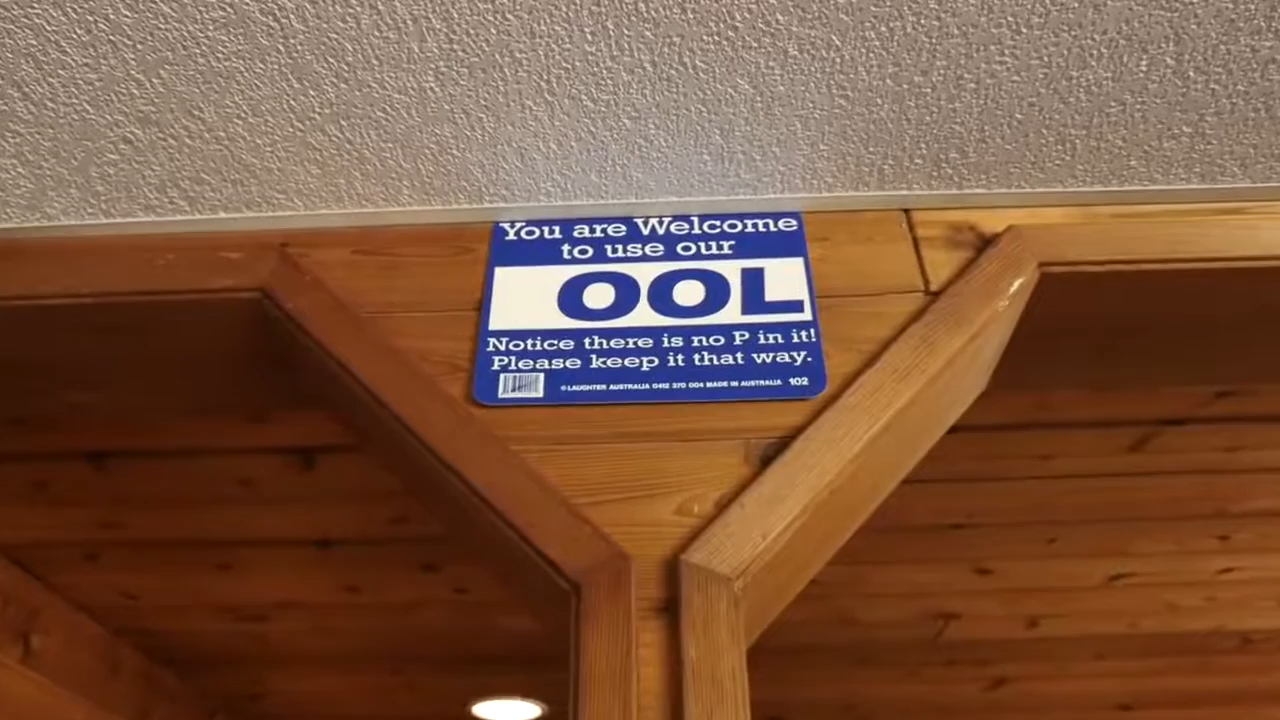 You are Welcome
to use our
OOL
Notice there is no P in it!
Please keep it that way.
©LAUGHTER AUSTRALIA 0412 370 004 MADE IN AUSTRALIA 102